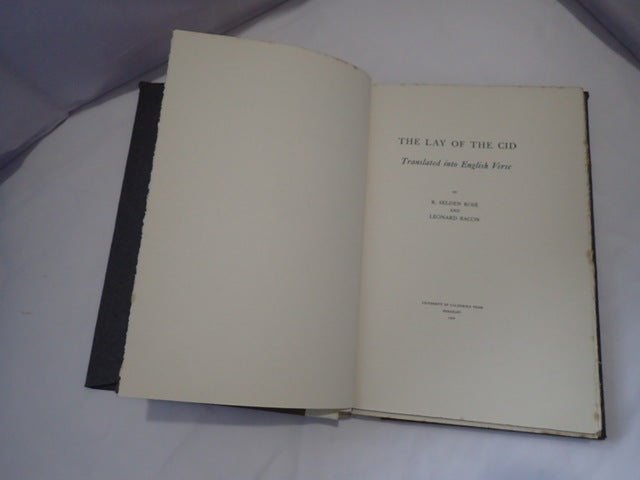 THE LAY OF THE CID
Translated into English Verse
BY
R. SELDEN ROSE
AND
LEONARD BACON
UNIVERSITY OF CALIFORNIA PRESS
BERKELEY